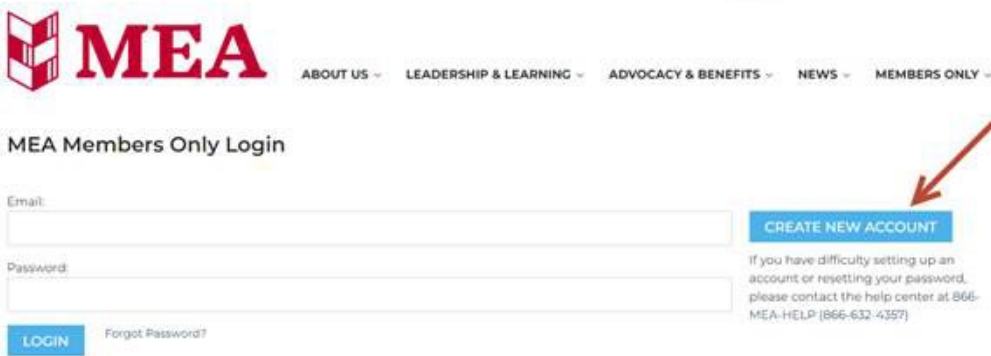 MEA
ABOUT US LEADERSHIP & LEARNING ADVOCACY & BENEFITS NEWS MEMBERS ONLY
MEA Members Only Login
Email:
CREATE NEW ACCOUNT
If you have difficulty setting up an
account or resetting your password,
please contact the help center at 866-
MEA-HELP (866-632-4357)
Password:
LOGIN Forgot Password?